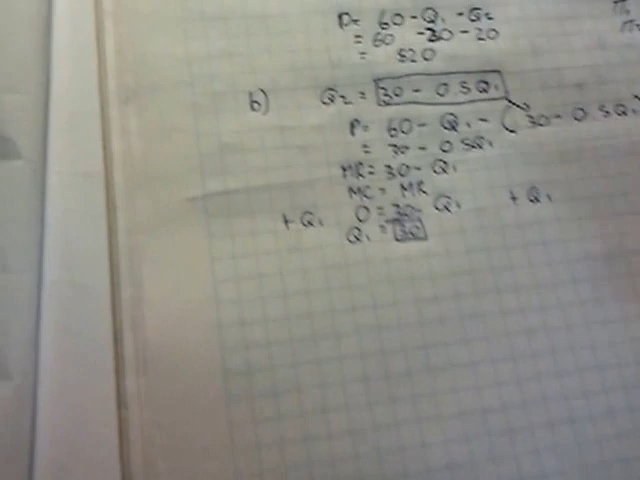 P= 60-Q1 -Q2
= 60 -20-20
= $20
b) Q2 = 30 - 0.5Q1
P= 60- Q1 - (30 - 0.5Q1
= 30 - 0.5Q1
MR= 30- Q1
MC= MR
+Q1 0 = 30- Q1 +Q1
Q1 = 30